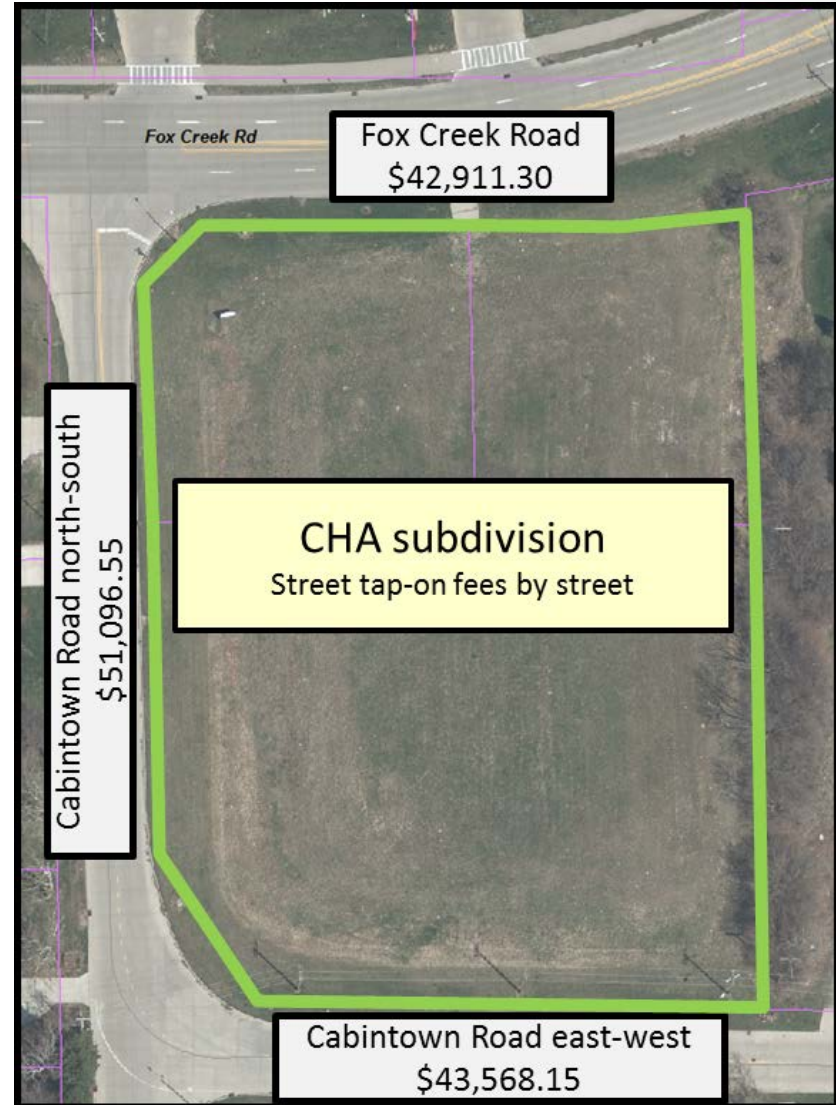 Fox Creek Rd
Fox Creek Road
$42,911.30
Cabintown Road north-south
$51,096.55
CHA subdivision
Street tap-on fees by street
Cabintown Road east-west
$43,568.15